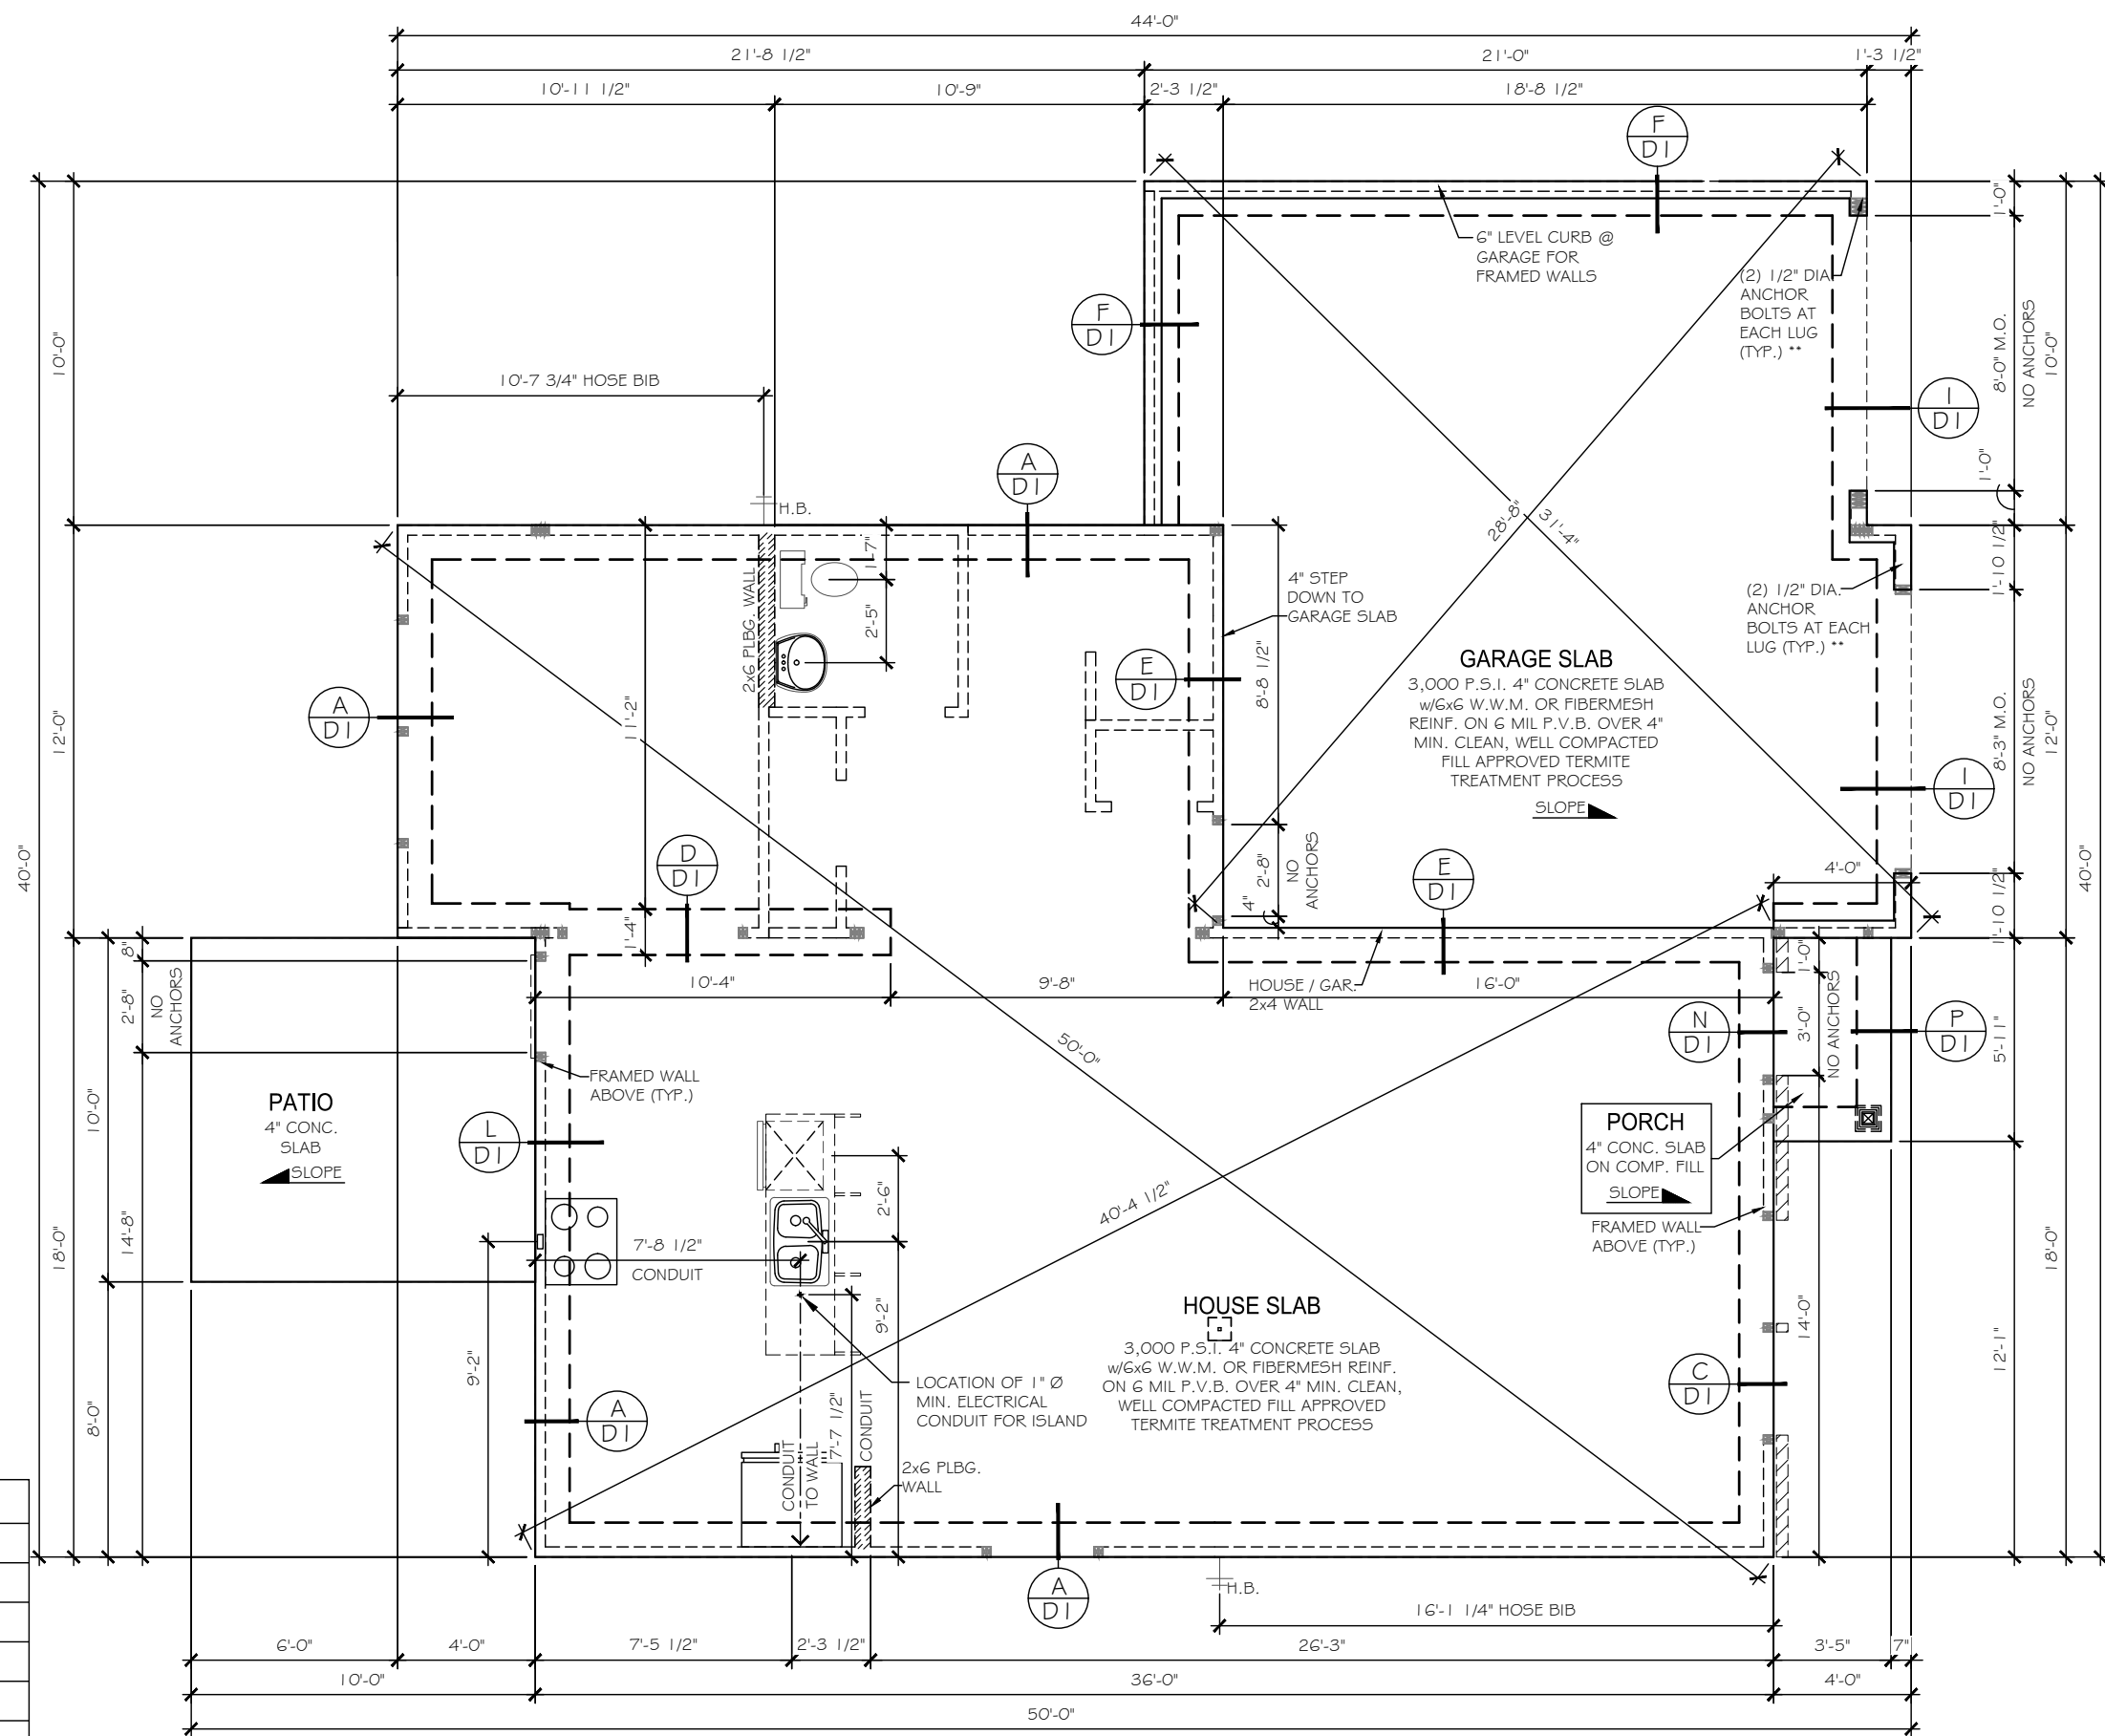 44'-0"
21'-8 1/2"
21'-0"
1'-3 1/2"
10'-11 1/2"
10'-9"
2'-3 1/2"
18'-8 1/2"
F
D1
6" LEVEL CURB @
GARAGE FOR
FRAMED WALLS
(2) 1/2" DIA.
ANCHOR
BOLTS AT
EACH LUG
(TYP.) **
1'-0"
8'-0" M.O.
NO ANCHORS
10'-0"
F
D1
10'-0"
10'-7 3/4" HOSE BIB
I
D1
A
D1
1'-0"
H.B.
28'-8"
31'-4"
1'-7"
2x6 PLBG. WALL
2'-5"
4" STEP
DOWN TO
GARAGE SLAB
(2) 1/2" DIA.
ANCHOR
BOLTS AT EACH
LUG (TYP.) **
1'-10 1/2"
GARAGE SLAB
3,000 P.S.I. 4" CONCRETE SLAB
w/6x6 W.W.M. OR FIBERMESH
REINF. ON 6 MIL P.V.B. OVER 4"
MIN. CLEAN, WELL COMPACTED
FILL APPROVED TERMITE
TREATMENT PROCESS
SLOPE
E
D1
8'-8 1/2"
A
D1
12'-0"
11'-2"
8'-3" M.O.
NO ANCHORS
12'-0"
I
D1
40'-0"
40'-0"
D
D1
E
D1
2'-8"
NO
ANCHORS
4"
4'-0"
1'-10 1/2"
8"
2'-8"
NO
ANCHORS
1'-4"
10'-4"
9'-8"
HOUSE / GAR.
2x4 WALL
16'-0"
1'-0"
3'-0"
NO ANCHORS
N
D1
P
D1
5'-1"
50'-0"
FRAMED WALL
ABOVE (TYP.)
PATIO
4" CONC.
SLAB
SLOPE
10'-0"
L
D1
PORCH
4" CONC. SLAB
ON COMP. FILL
SLOPE
FRAMED WALL
ABOVE (TYP.)
40'-4 1/2"
2'-6"
18'-0"
14'-8"
7'-8 1/2"
CONDUIT
18'-0"
HOUSE SLAB
3,000 P.S.I. 4" CONCRETE SLAB
w/6x6 W.W.M. OR FIBERMESH REINF.
ON 6 MIL P.V.B. OVER 4" MIN. CLEAN,
WELL COMPACTED FILL APPROVED
TERMITE TREATMENT PROCESS
9'-2"
14'-0"
12'-1"
9'-2"
8'-0"
LOCATION OF 1" Ø
MIN. ELECTRICAL
CONDUIT FOR ISLAND
C
D1
A
D1
7'-7 1/2"
CONDUIT
CONDUIT
TO WALL
2x6 PLBG.
WALL
A
D1
H.B.
16'-1 1/4" HOSE BIB
6'-0"
4'-0"
7'-5 1/2"
2'-3 1/2"
26'-3"
3'-5"
7"
10'-0"
36'-0"
4'-0"
50'-0"